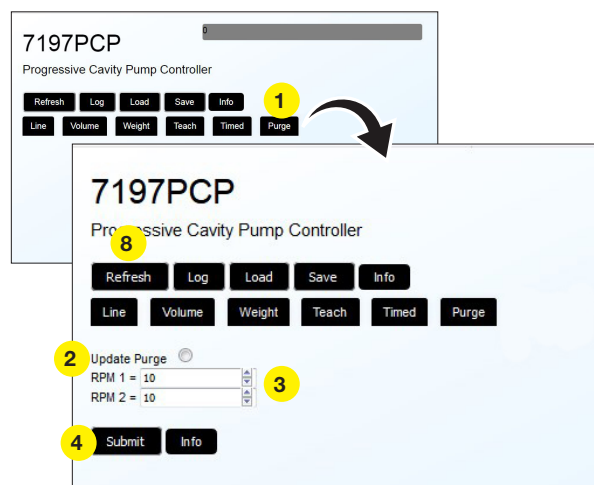 0
7197PCP
Progressive Cavity Pump Controller
Refresh Log Load Save Info
1
Line Volume Weight Teach Timed Purge
7197PCP
Progressive Cavity Pump Controller
8
Refresh Log Load Save Info
Line Volume Weight Teach Timed Purge
2 Update Purge
RPM 1 = 10
3
RPM 2 = 10
4 Submit Info